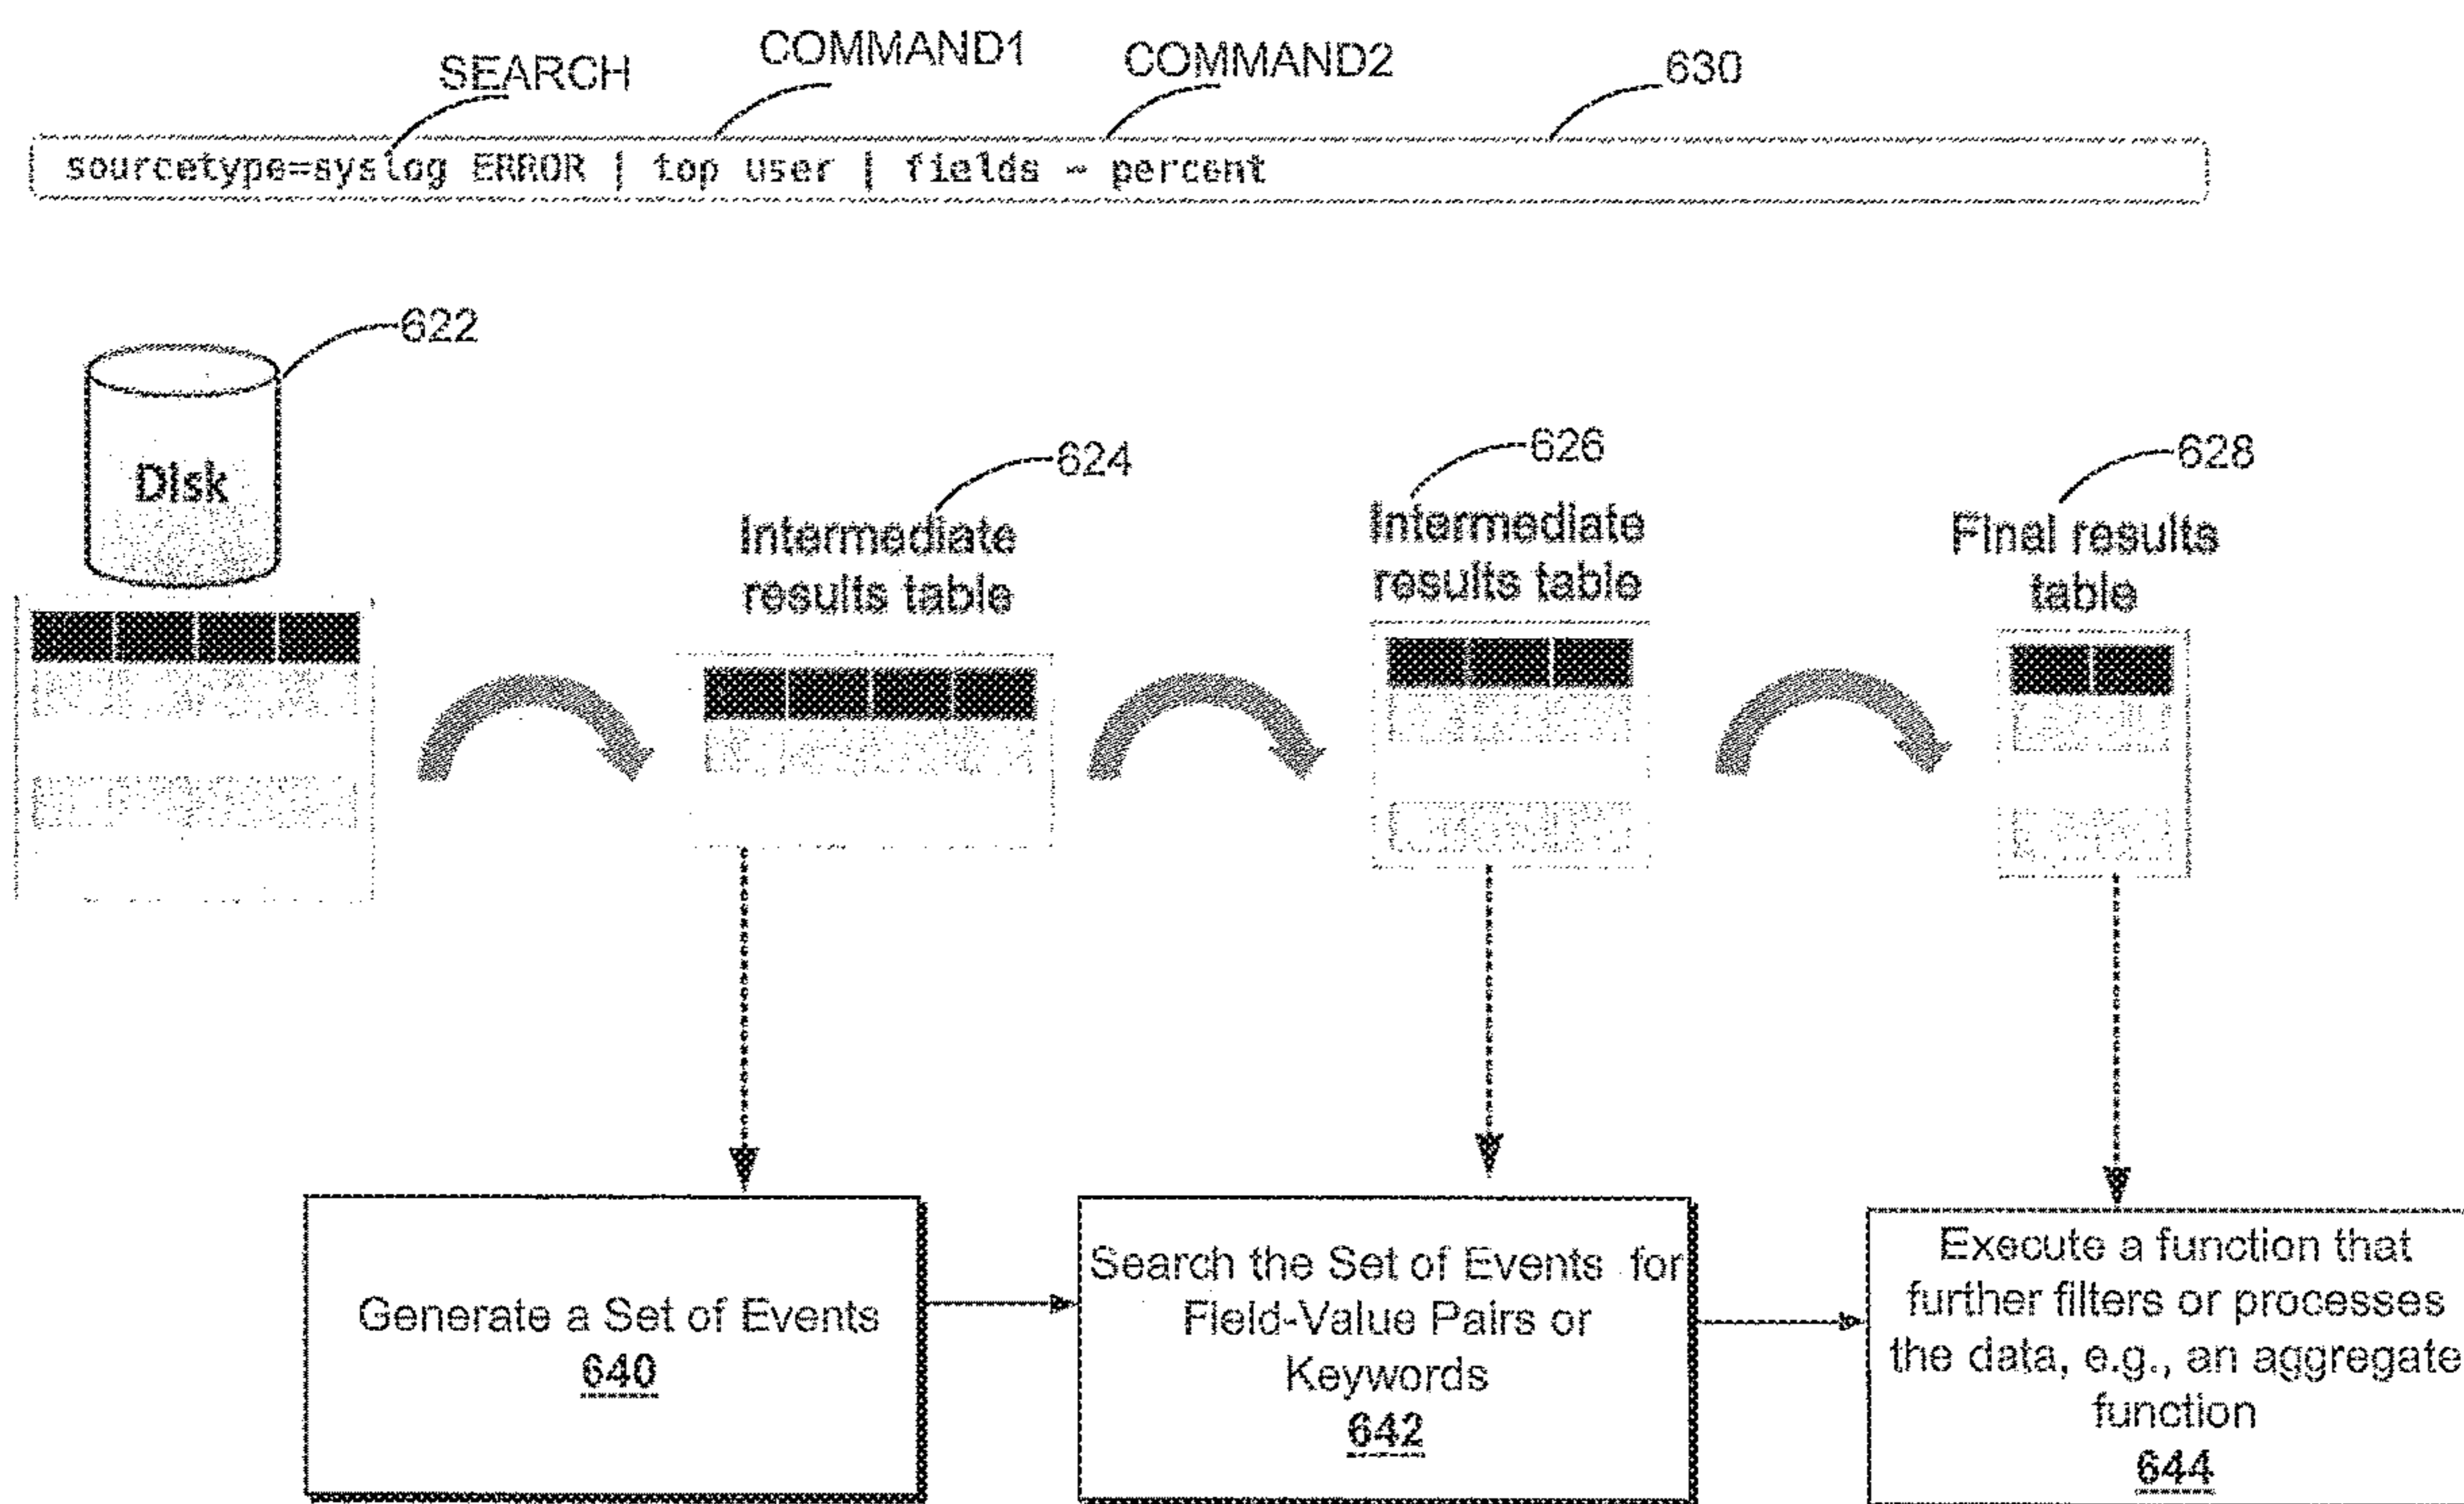 SEARCH
COMMAND1
COMMAND2
630
sourcetype=syslog ERROR | top user | fields - percent
622
Disk
624
Intermediate
results table
626
Intermediate
results table
628
Final results
table
Generate a Set of Events
640
Search the Set of Events for
Field-Value Pairs or
Keywords
642
Execute a function that
further filters or processes
the data, e.g., an aggregate
function
644